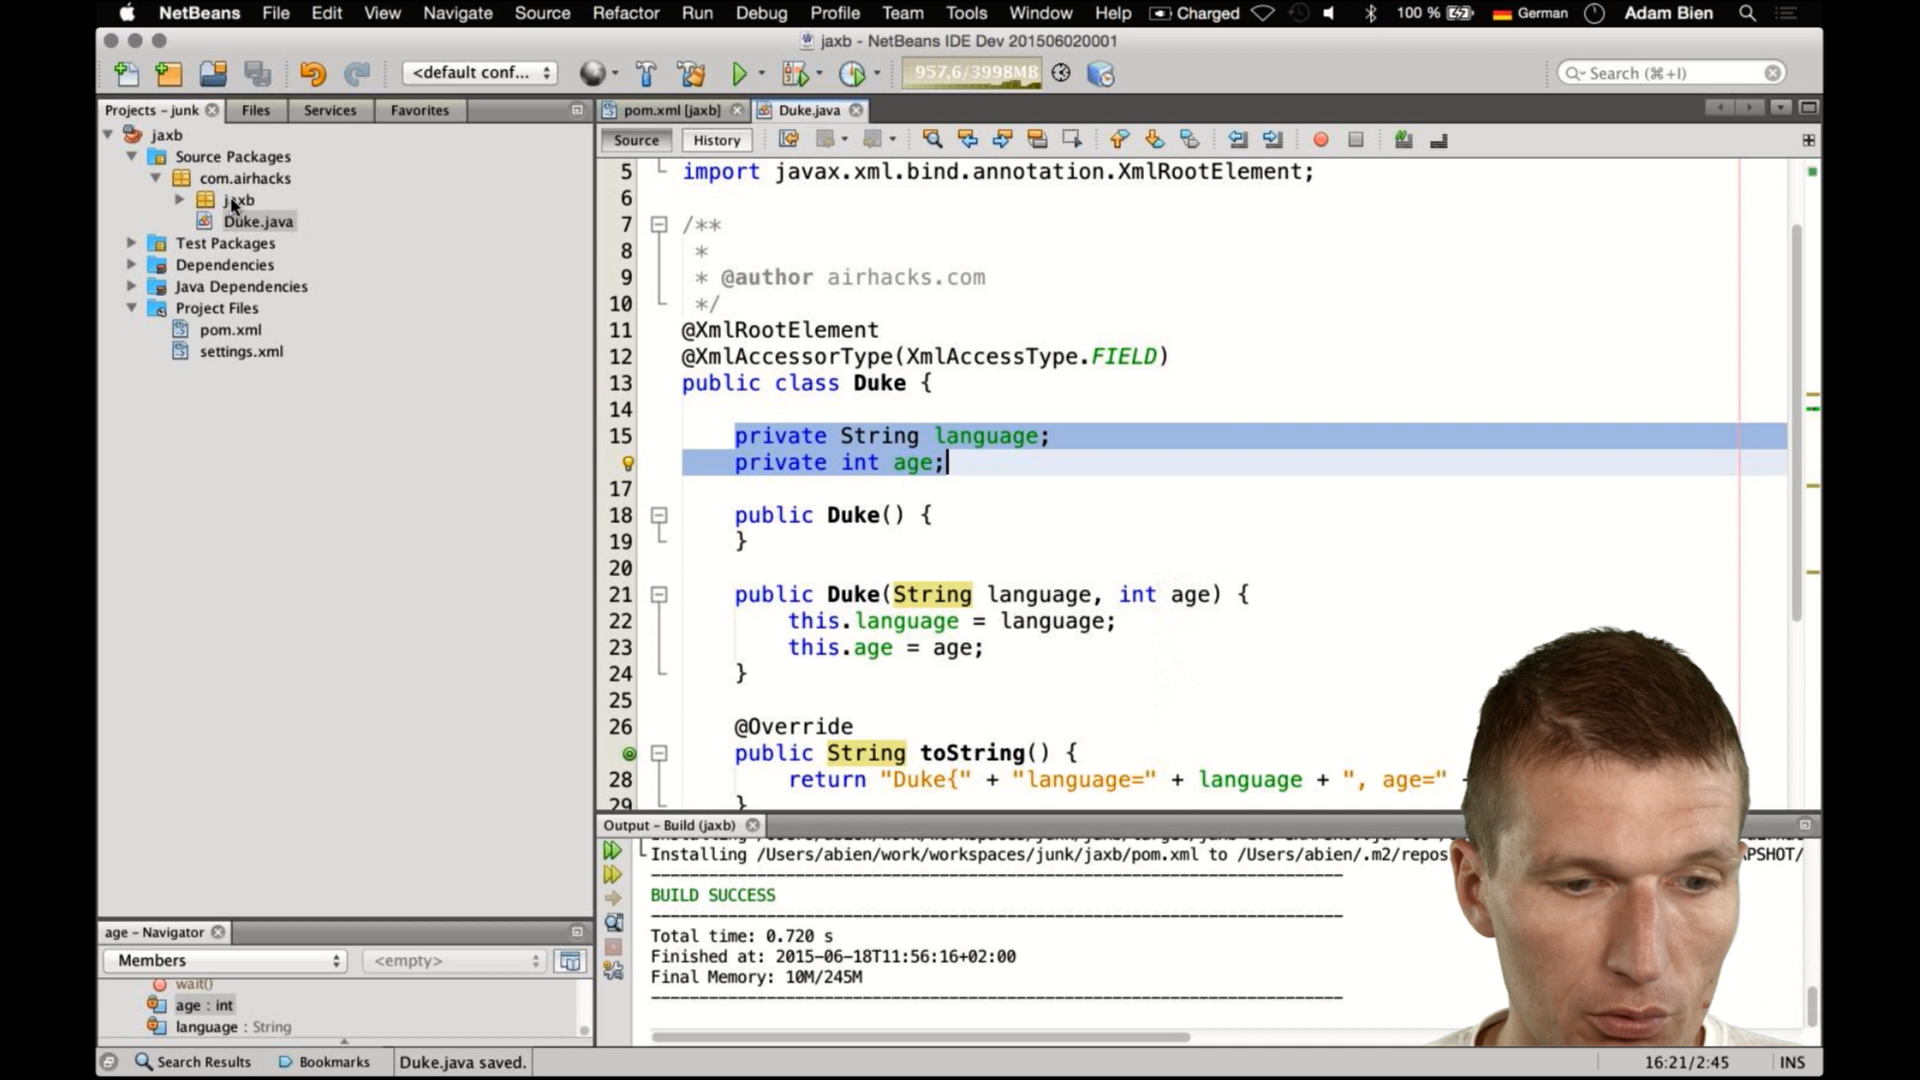 NetBeans File Edit View Navigate Source Refactor Run Debug Profile Team Tools Window Help Charged 100 % German Adam Bien
jaxb - NetBeans IDE Dev 201506020001
<default conf... 957,6/3998MB Search (⌘+I)
Projects - junk Files Services Favorites
jaxb
Source Packages
com.airhacks
jaxb
Duke.java
Test Packages
Dependencies
Java Dependencies
Project Files
pom.xml
settings.xml
pom.xml [jaxb] Duke.java
Source History
5 import javax.xml.bind.annotation.XmlRootElement;
6
7 /**
8 *
9 * @author airhacks.com
10 */
11 @XmlRootElement
12 @XmlAccessorType(XmlAccessType.FIELD)
13 public class Duke {
14
15 private String language;
private int age;
17
18 public Duke() {
19 }
20
21 public Duke(String language, int age) {
22 this.language = language;
23 this.age = age;
24 }
25
26 @Override
public String toString() {
28 return "Duke{" + "language=" + language + ", age="
29 }
Output - Build (jaxb)
Installing /Users/abien/work/workspaces/junk/jaxb/pom.xml to /Users/abien/.m2/repos PSHOT/
------------------------------------------------------------------------
BUILD SUCCESS
------------------------------------------------------------------------
Total time: 0.720 s
Finished at: 2015-06-18T11:56:16+02:00
Final Memory: 10M/245M
------------------------------------------------------------------------
age - Navigator
Members <empty>
wait()
age : int
language : String
Search Results Bookmarks Duke.java saved. 16:21/2:45 INS